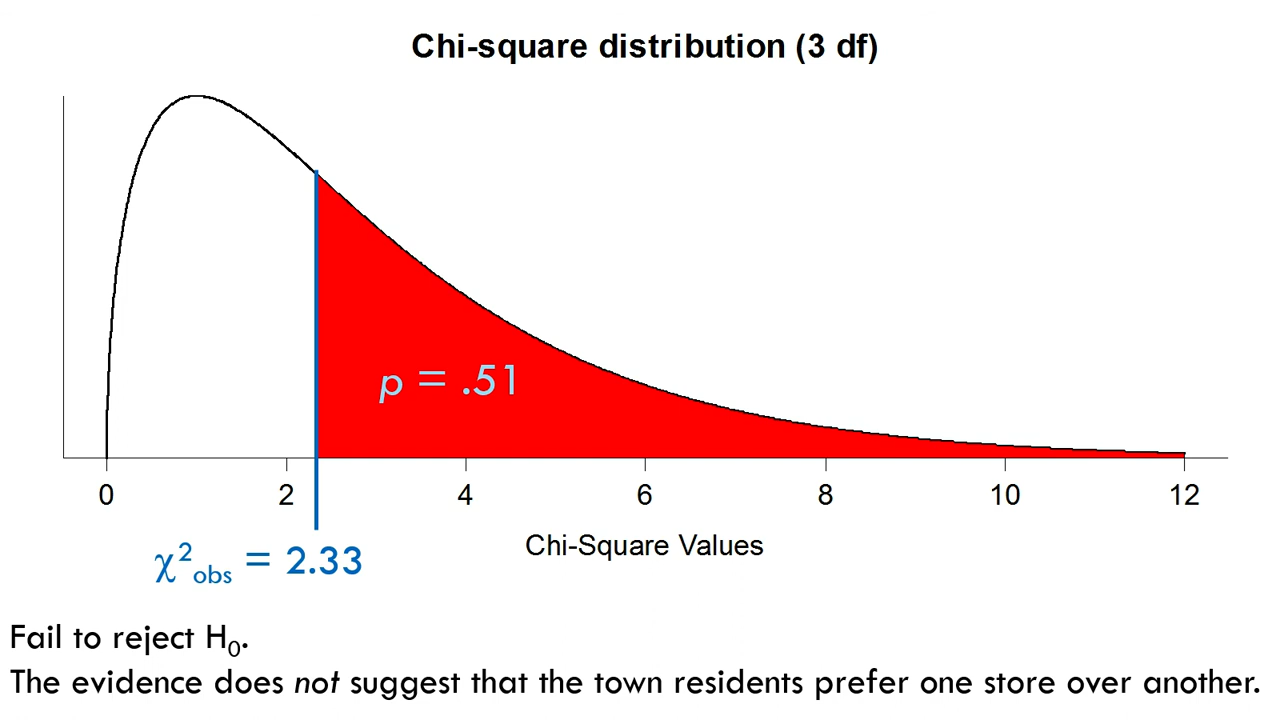 Chi-square distribution (3 df)
p = .51
0 2 4 6 8 10 12
Chi-Square Values
χ²obs = 2.33
Fail to reject H₀.
The evidence does not suggest that the town residents prefer one store over another.